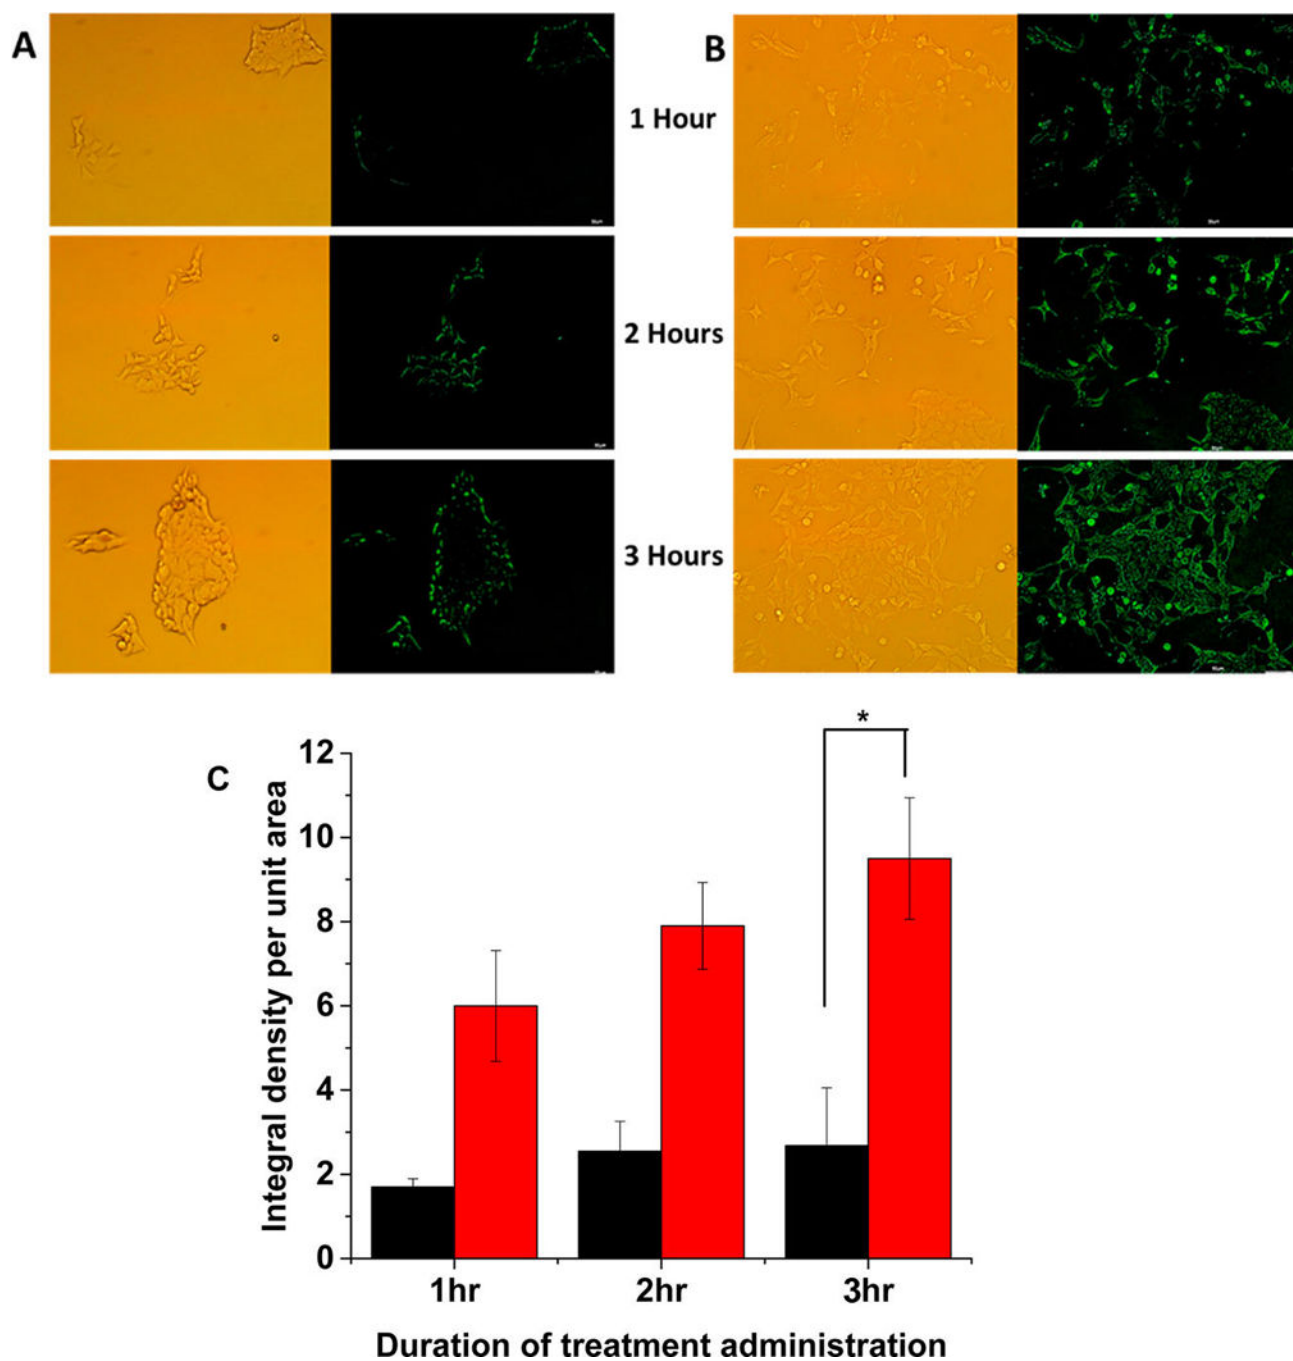 A
B
1 Hour
2 Hours
3 Hours
C
*
Integral density per unit area
12
10
8
6
4
2
0
1hr
2hr
3hr
Duration of treatment administration